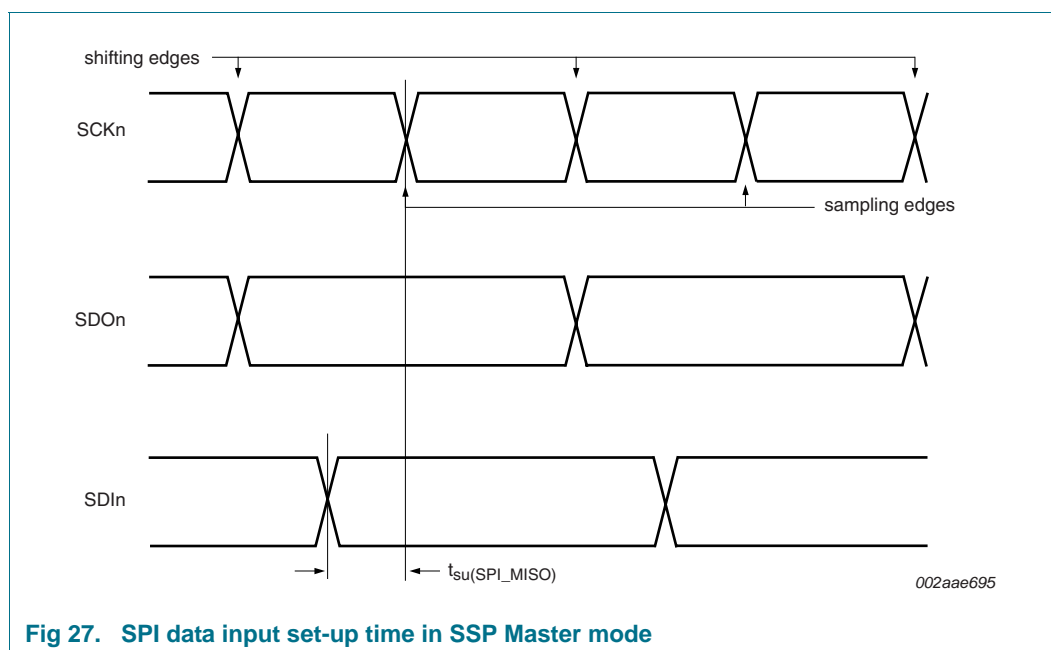 shifting edges
SCKn
sampling edges
SDOn
SDIn
tsu(SPI_MISO)
002aae695
Fig 27. SPI data input set-up time in SSP Master mode